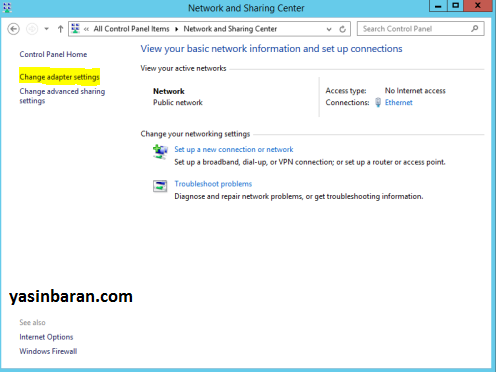 Network and Sharing Center
All Control Panel Items
Network and Sharing Center
Search Control Panel
Control Panel Home
Change adapter settings
Change advanced sharing
settings
View your basic network information and set up connections
View your active networks
Network
Public network
Access type: No Internet access
Connections: Ethernet
Change your networking settings
Set up a new connection or network
Set up a broadband, dial-up, or VPN connection; or set up a router or access point.
Troubleshoot problems
Diagnose and repair network problems, or get troubleshooting information.
yasinbaran.com
See also
Internet Options
Windows Firewall